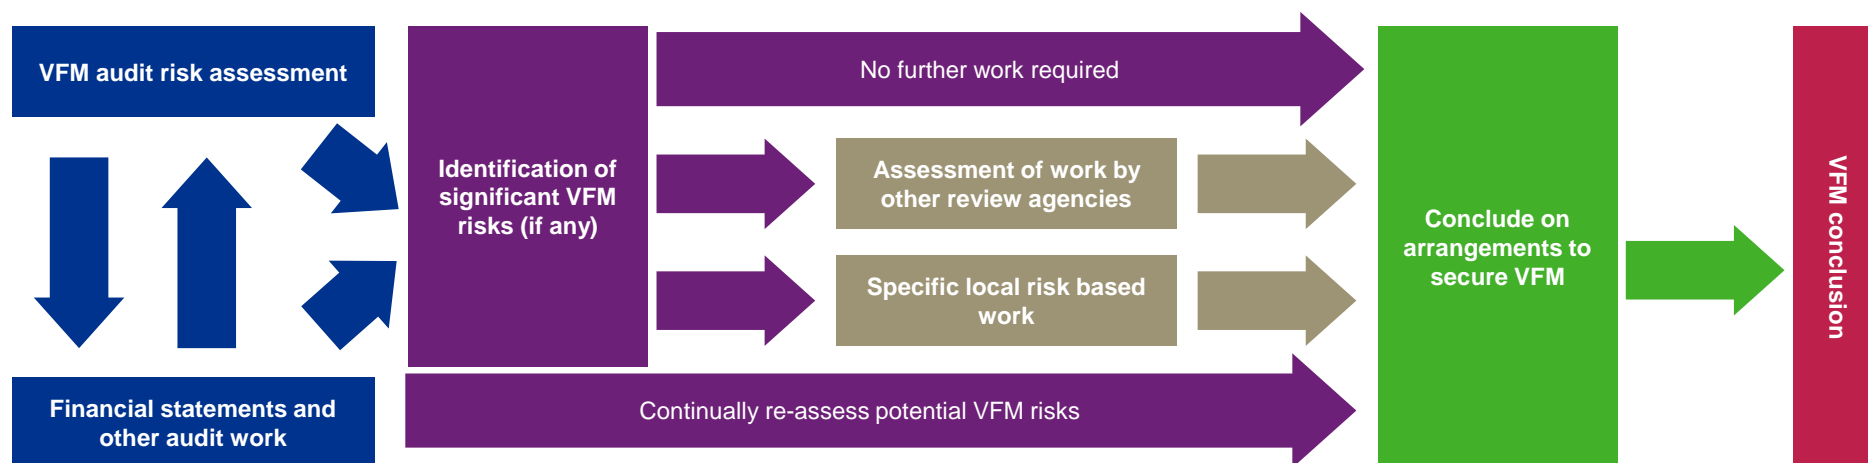 VFM audit risk assessment
Financial statements and
other audit work
Identification of
significant VFM
risks (if any)
No further work required
Assessment of work by
other review agencies
Specific local risk based
work
Continually re-assess potential VFM risks
Conclude on
arrangements to
secure VFM
VFM conclusion